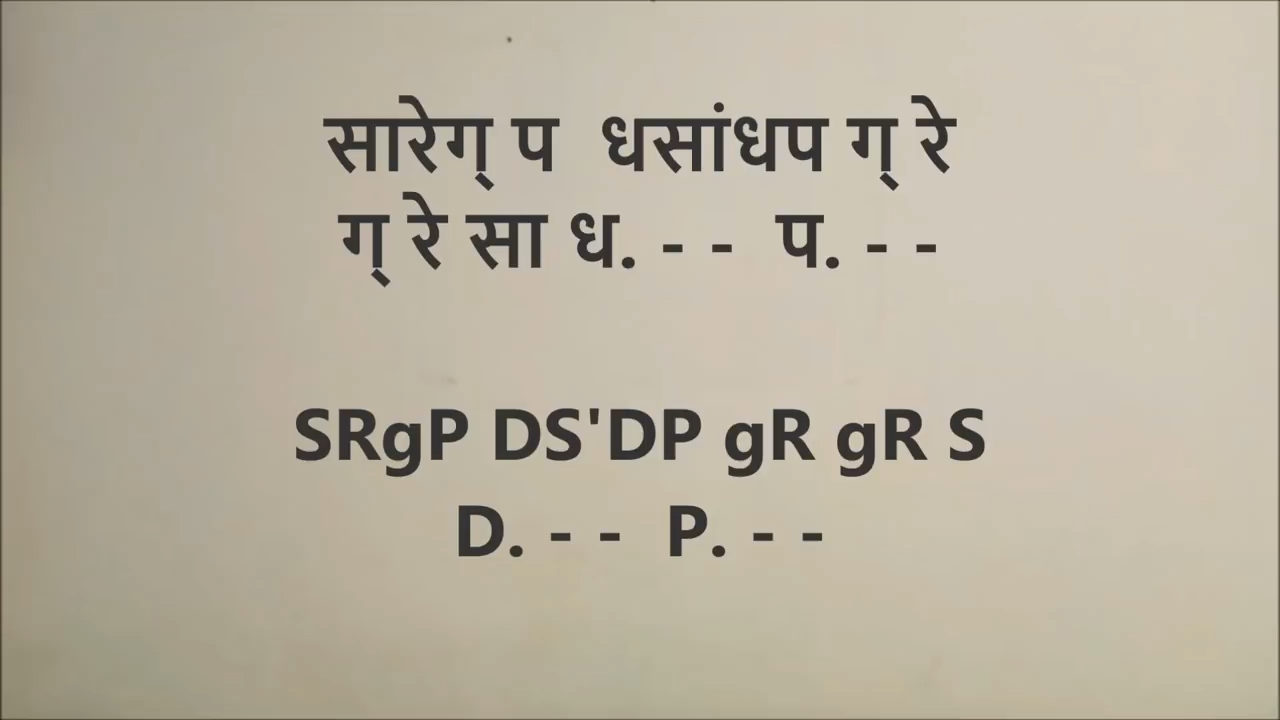 सारेग् प  धसांधप ग् रे
ग् रे सा ध. - -  प. - -
SRgP DS'DP gR gR S
D. - -  P. - -